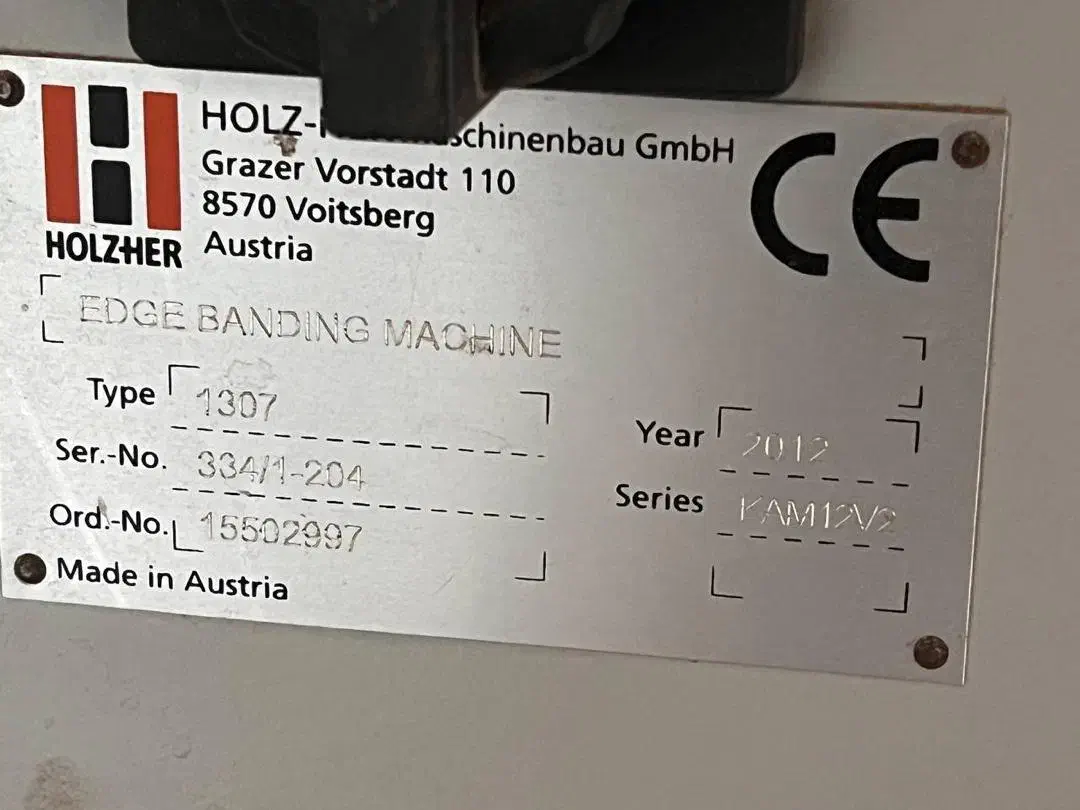 HOLZ-H schinenbau GmbH
Grazer Vorstadt 110
8570 Voitsberg
Austria
HOLZHER
CE
EDGE BANDING MACHINE
Type 1307
Ser.-No. 334/1-204
Ord.-No. 15502997
Made in Austria
Year 2012
Series KAM12V2